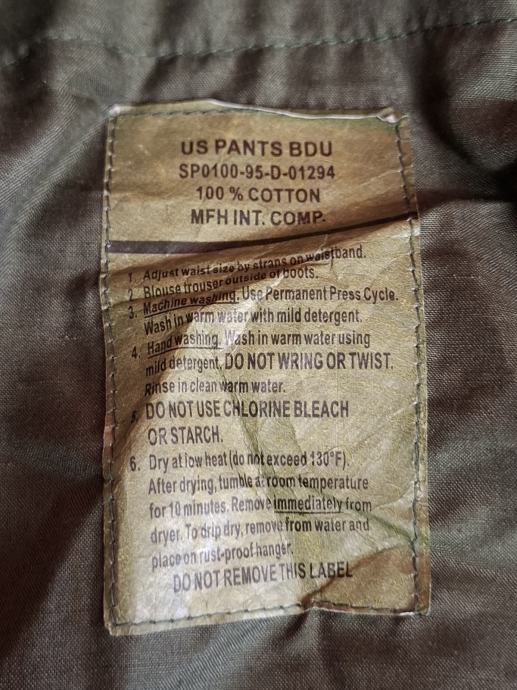 US PANTS BDU
SP0100-95-D-01294
100 % COTTON
MFH INT. COMP.
1. Adjust waist size by straps on waistband.
2. Blouse trouser outside of boots.
3. Machine washing. Use Permanent Press Cycle.
Wash in warm water with mild detergent.
4. Hand washing. Wash in warm water using
mild detergent. DO NOT WRING OR TWIST.
Rinse in clean warm water.
5. DO NOT USE CHLORINE BLEACH
OR STARCH.
6. Dry at low heat (do not exceed 130°F).
After drying, tumble at room temperature
for 10 minutes. Remove immediately from
dryer. To drip dry, remove from water and
place on rust-proof hanger.
DO NOT REMOVE THIS LABEL